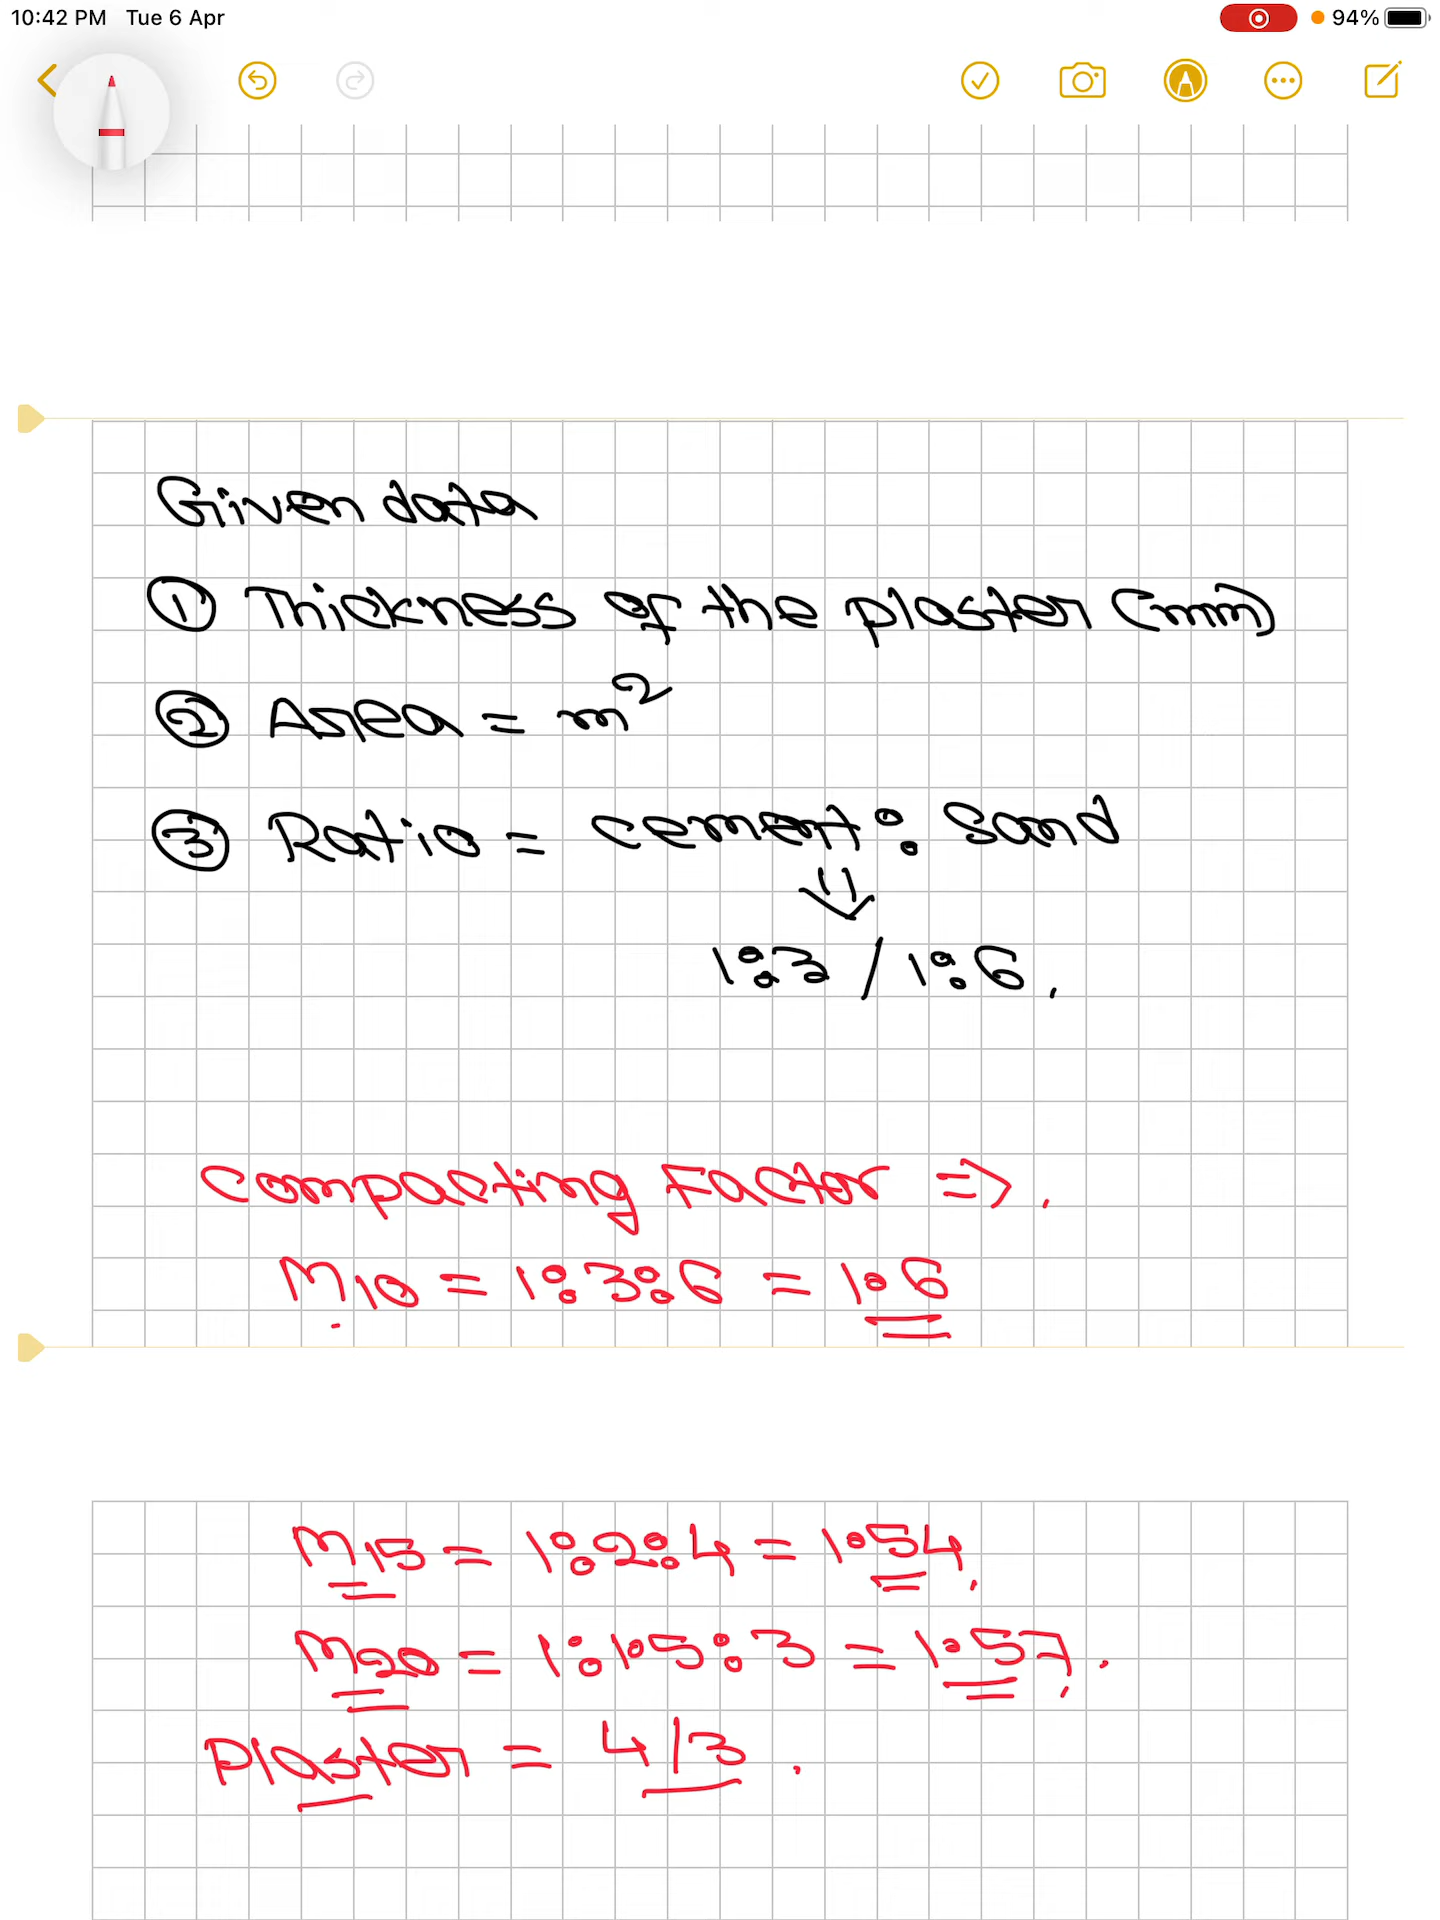 10:42 PM Tue 6 Apr 94%
Given data
① Thickness of the plaster (mm)
② Area = m²
③ Ratio = cement : Sand
⇓
1:3 / 1:6.
Compacting Factor ⇒.
M10 = 1:3:6 = 1.6
M15 = 1:2:4 = 1.54.
M20 = 1:1.5:3 = 1.57.
Plaster = 4/3.